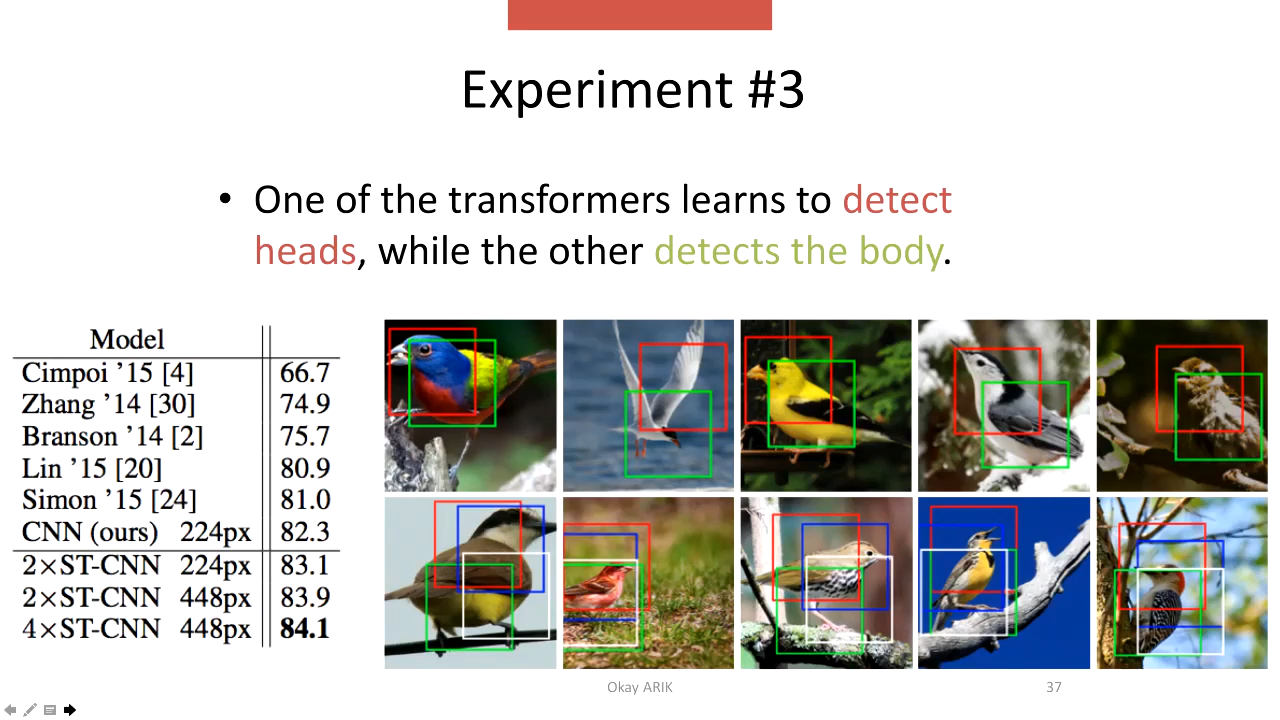 Experiment #3
• One of the transformers learns to detect
heads, while the other detects the body.
Model
Cimpoi ’15 [4] 66.7
Zhang ’14 [30] 74.9
Branson ’14 [2] 75.7
Lin ’15 [20] 80.9
Simon ’15 [24] 81.0
CNN (ours) 224px 82.3
2×ST-CNN 224px 83.1
2×ST-CNN 448px 83.9
4×ST-CNN 448px 84.1
Okay ARIK
37